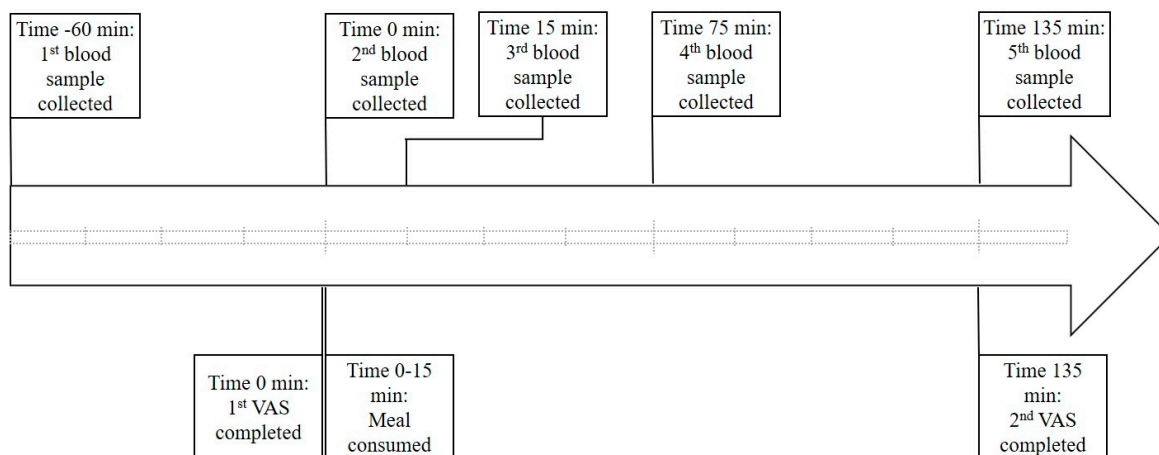 Time -60 min:
1st blood
sample
collected
Time 0 min:
2nd blood
sample
collected
Time 15 min:
3rd blood
sample
collected
Time 75 min:
4th blood
sample
collected
Time 135 min:
5th blood
sample
collected
Time 0 min:
1st VAS
completed
Time 0-15
min:
Meal
consumed
Time 135
min:
2nd VAS
completed